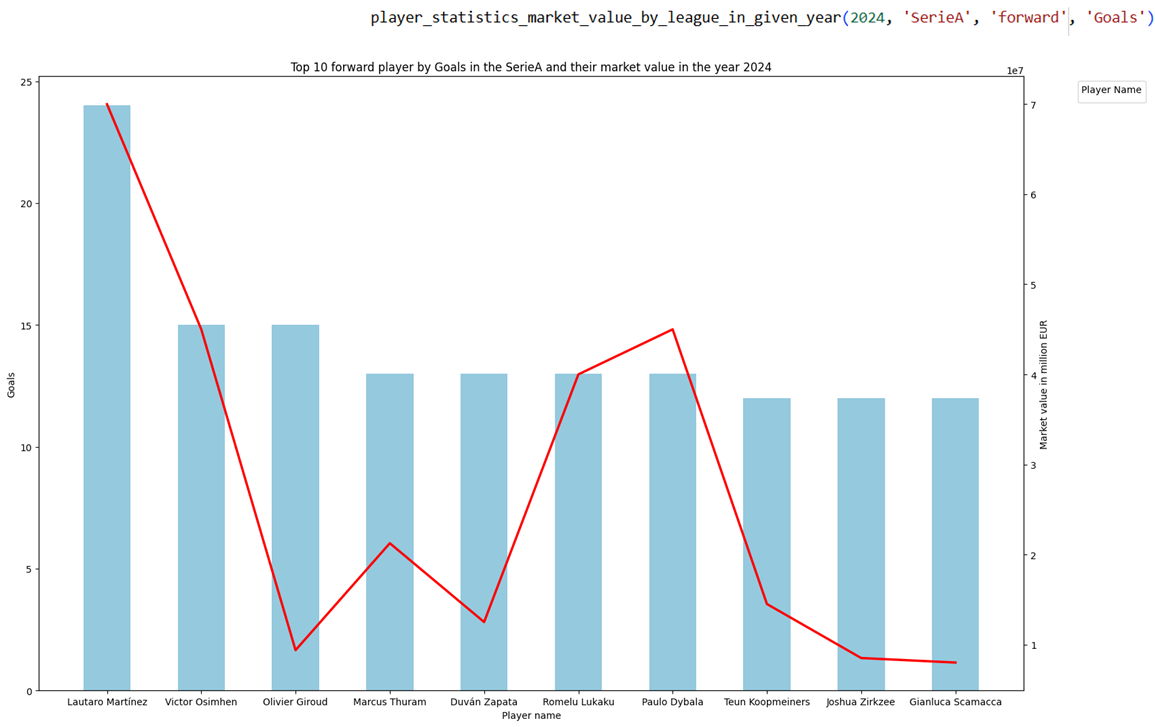 player_statistics_market_value_by_league_in_given_year(2024, 'SerieA', 'forward', 'Goals')
Top 10 forward player by Goals in the SerieA and their market value in the year 2024
1e7
Player Name
25
20
15
10
5
0
Goals
7
6
5
4
3
2
1
Market value in million EUR
Lautaro Martínez Victor Osimhen Olivier Giroud Marcus Thuram Duván Zapata Romelu Lukaku Paulo Dybala Teun Koopmeiners Joshua Zirkzee Gianluca Scamacca
Player name